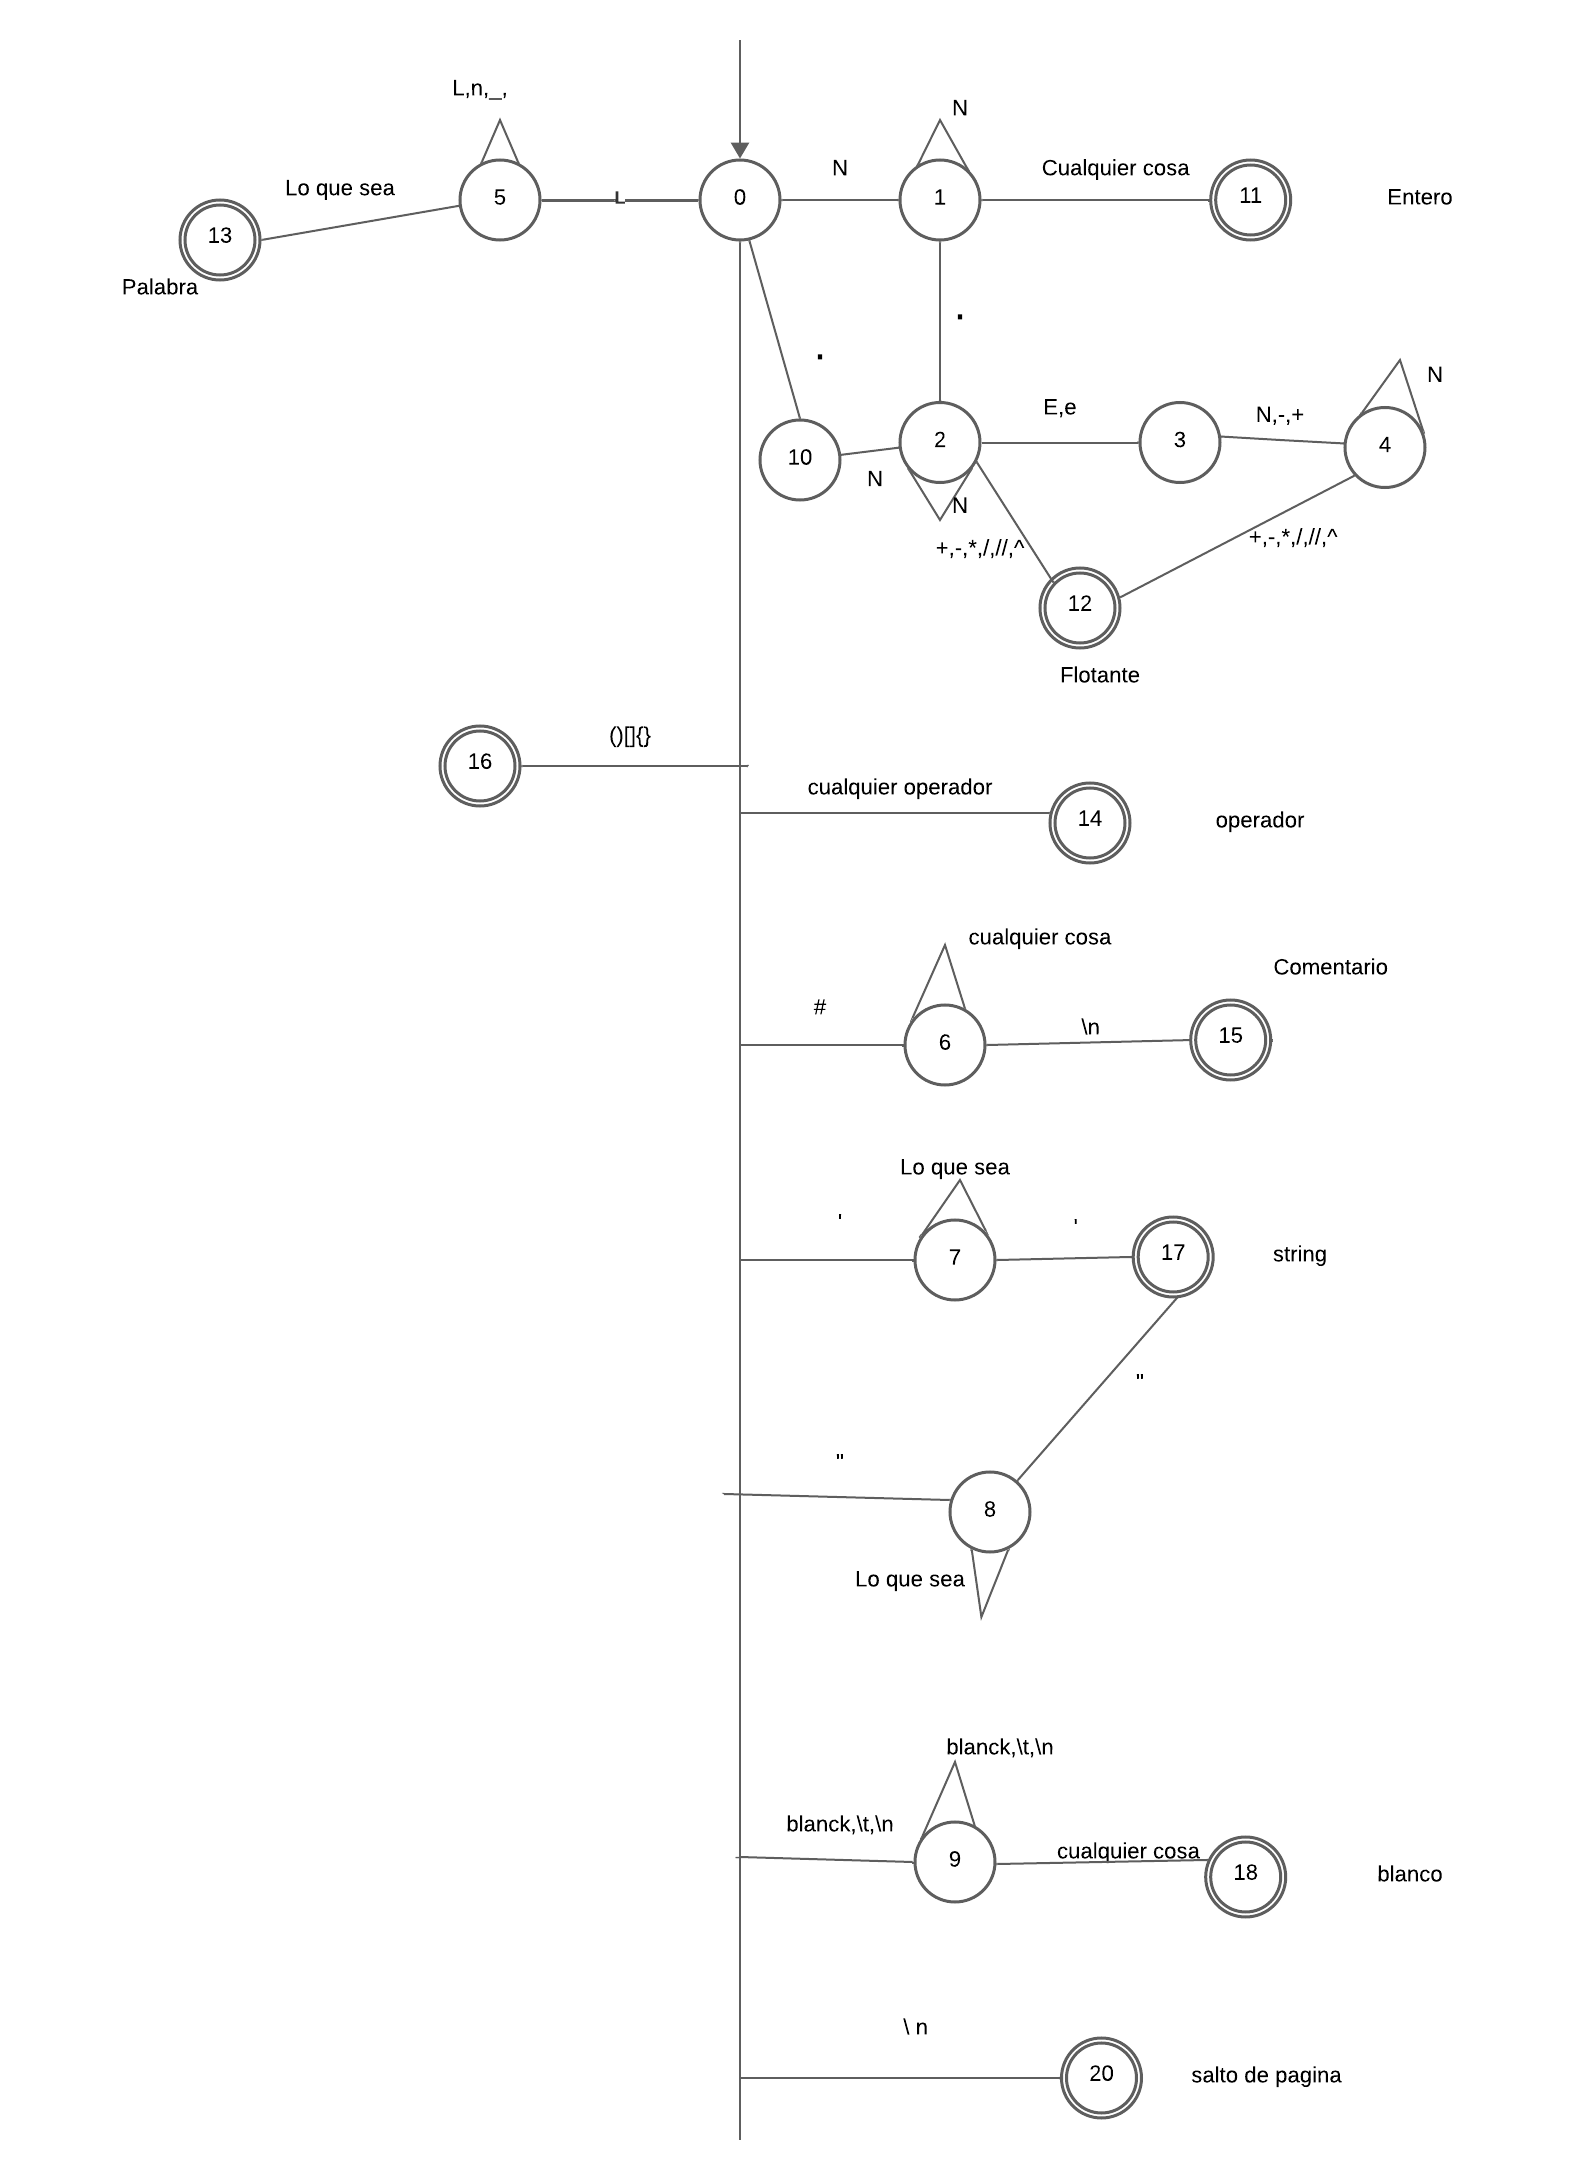 L,n,_,
N
Lo que sea
N
Cualquier cosa
5
L
0
1
11
Entero
13
Palabra
.
.
N
E,e
N,-,+
10
2
3
4
N
N
+,-,*,/,//,^
+,-,*,/,//,^
12
Flotante
()[]{}
16
cualquier operador
14
operador
cualquier cosa
Comentario
#
\n
6
15
Lo que sea
'
'
7
17
string
"
"
8
Lo que sea
blanck,\t,\n
blanck,\t,\n
cualquier cosa
9
18
blanco
\ n
20
salto de pagina